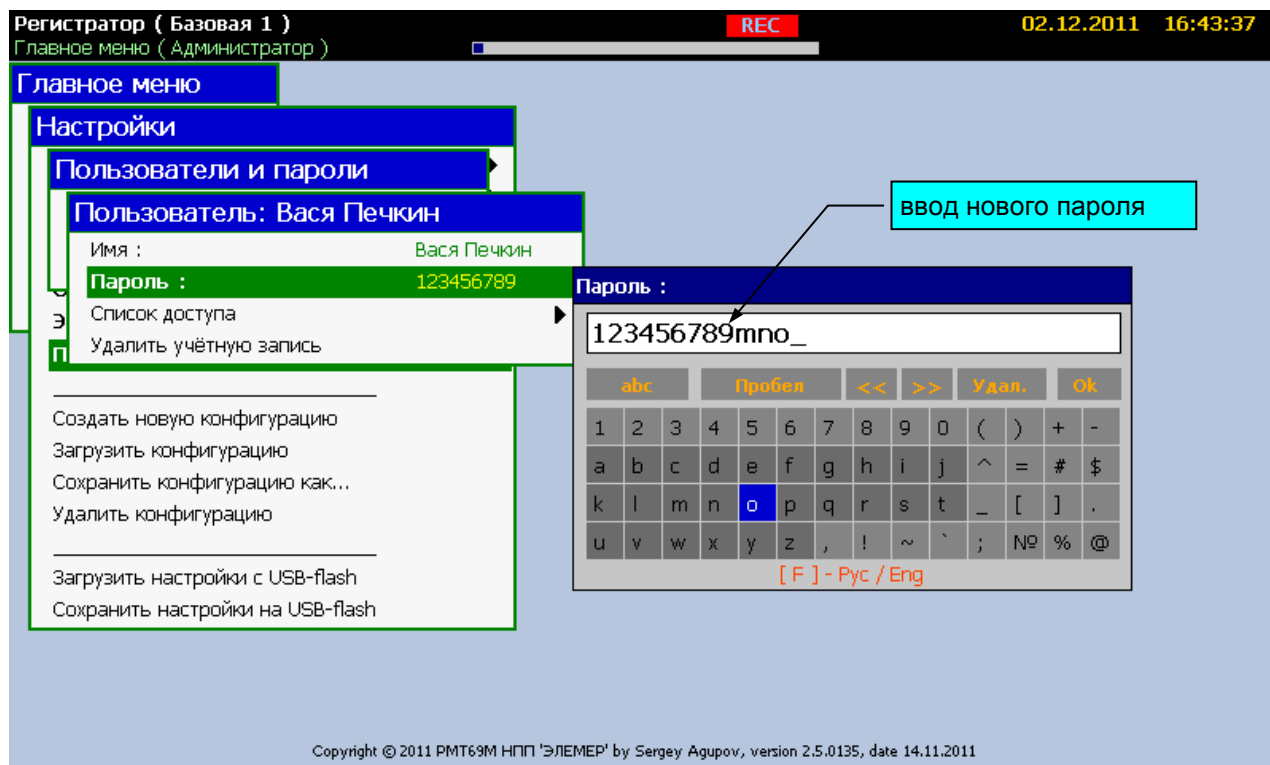 Регистратор ( Базовая 1 )
REC
02.12.2011 16:43:37
Главное меню ( Администратор )
Главное меню
Настройки
Пользователи и пароли
Пользователь: Вася Печкин
Имя : Вася Печкин
Пароль : 123456789
Список доступа
Удалить учётную запись
Создать новую конфигурацию
Загрузить конфигурацию
Сохранить конфигурацию как...
Удалить конфигурацию
Загрузить настройки с USB-flash
Сохранить настройки на USB-flash
ввод нового пароля
Пароль :
123456789mno_
abc Пробел << >> Удал. Ok
1 2 3 4 5 6 7 8 9 0 ( ) + -
a b c d e f g h i j ^ = # $
k l m n o p q r s t _ [ ] .
u v w x y z , ! ~ ` ; № % @
[ F ] - Рус / Eng
Copyright © 2011 РМТ69М НПП 'ЭЛЕМЕР' by Sergey Agupov, version 2.5.0135, date 14.11.2011